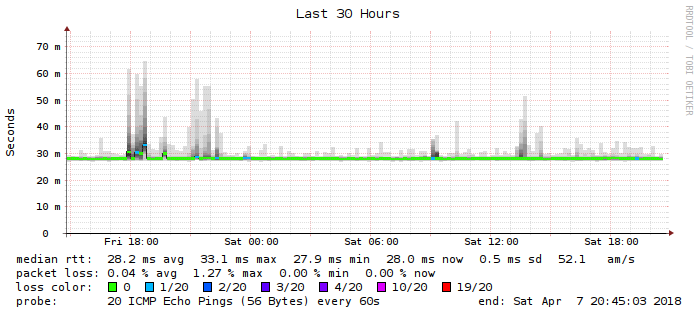 Last 30 Hours
RRDTOOL / TOBI OETIKER
Seconds
70 m
60 m
50 m
40 m
30 m
20 m
10 m
0
Fri 18:00 Sat 00:00 Sat 06:00 Sat 12:00 Sat 18:00
median rtt: 28.2 ms avg 33.1 ms max 27.9 ms min 28.0 ms now 0.5 ms sd 52.1 am/s
packet loss: 0.04 % avg 1.27 % max 0.00 % min 0.00 % now
loss color: 0 1/20 2/20 3/20 4/20 10/20 19/20
probe: 20 ICMP Echo Pings (56 Bytes) every 60s end: Sat Apr 7 20:45:03 2018